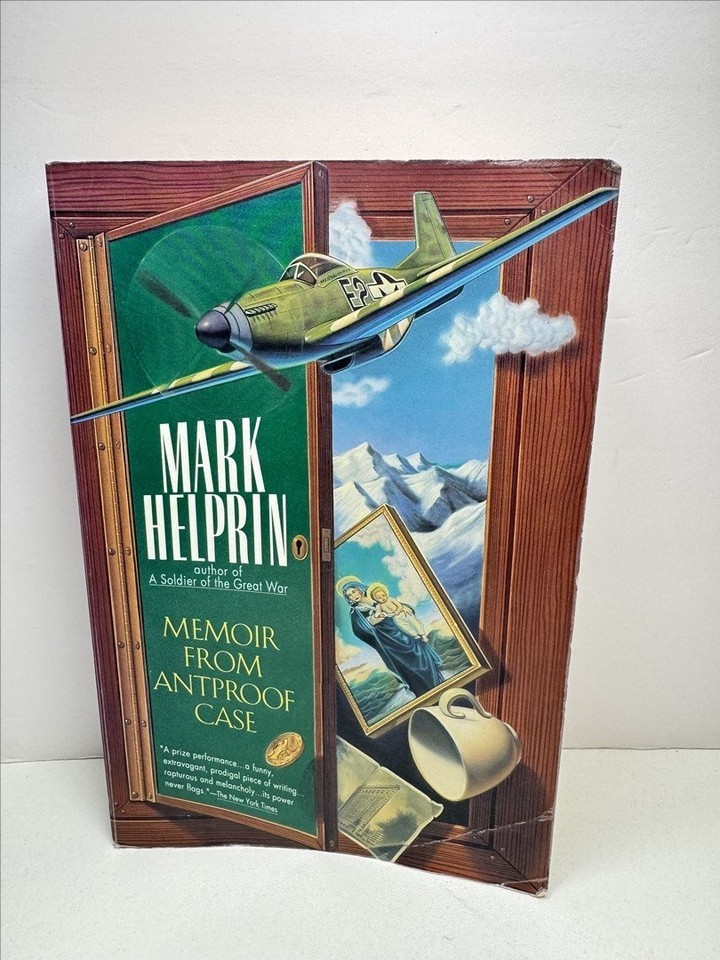 E2
MARK
HELPRIN
author of
A Soldier of the Great War
MEMOIR
FROM
ANTPROOF
CASE
"A prize performance...a funny,
extravagant, prodigal piece of writing...
rapturous and melancholy...its power
never flags."—The New York Times